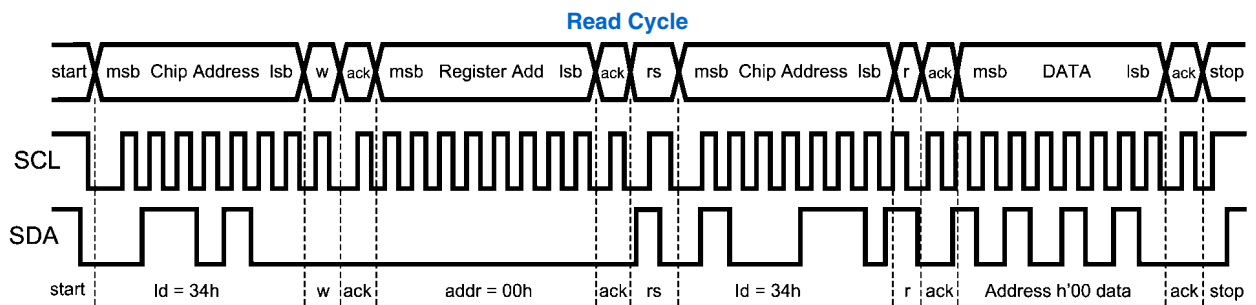 Read Cycle
start msb Chip Address lsb w ack msb Register Add lsb ack rs msb Chip Address lsb r ack msb DATA lsb ack stop
SCL
SDA
start Id = 34h w ack addr = 00h ack rs Id = 34h r ack Address h'00 data ack stop